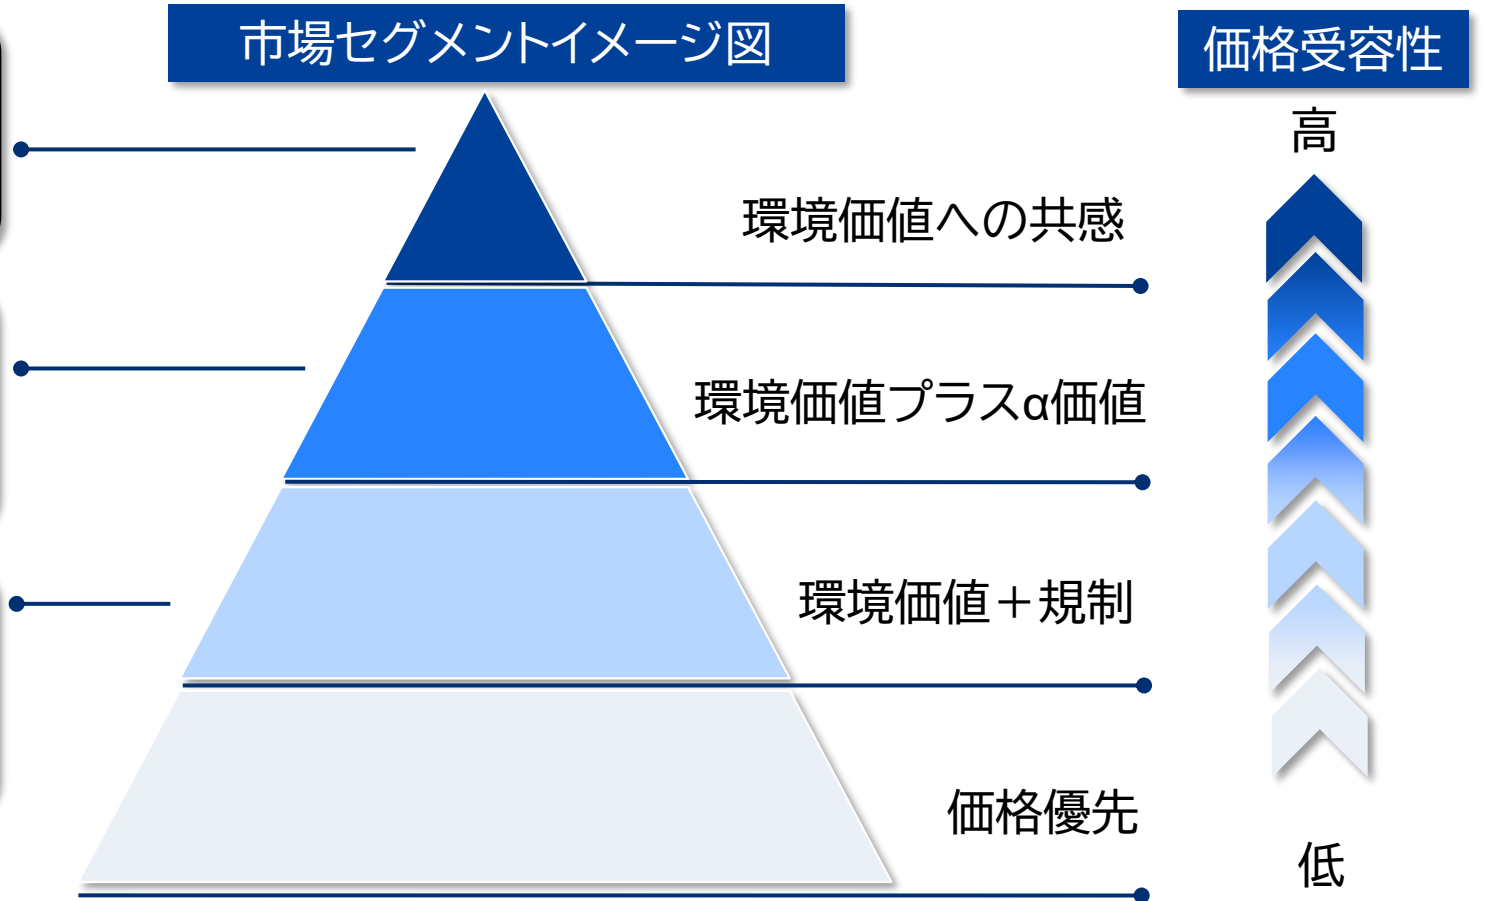 市場セグメントイメージ図
価格受容性
高
環境価値への共感
環境価値プラスα価値
環境価値＋規制
価格優先
低